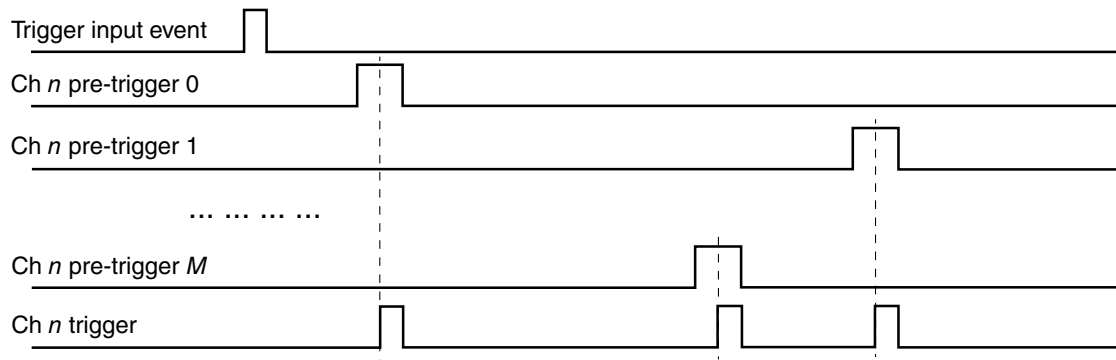 Trigger input event
Ch n pre-trigger 0
Ch n pre-trigger 1
... ... ... ...
Ch n pre-trigger M
Ch n trigger